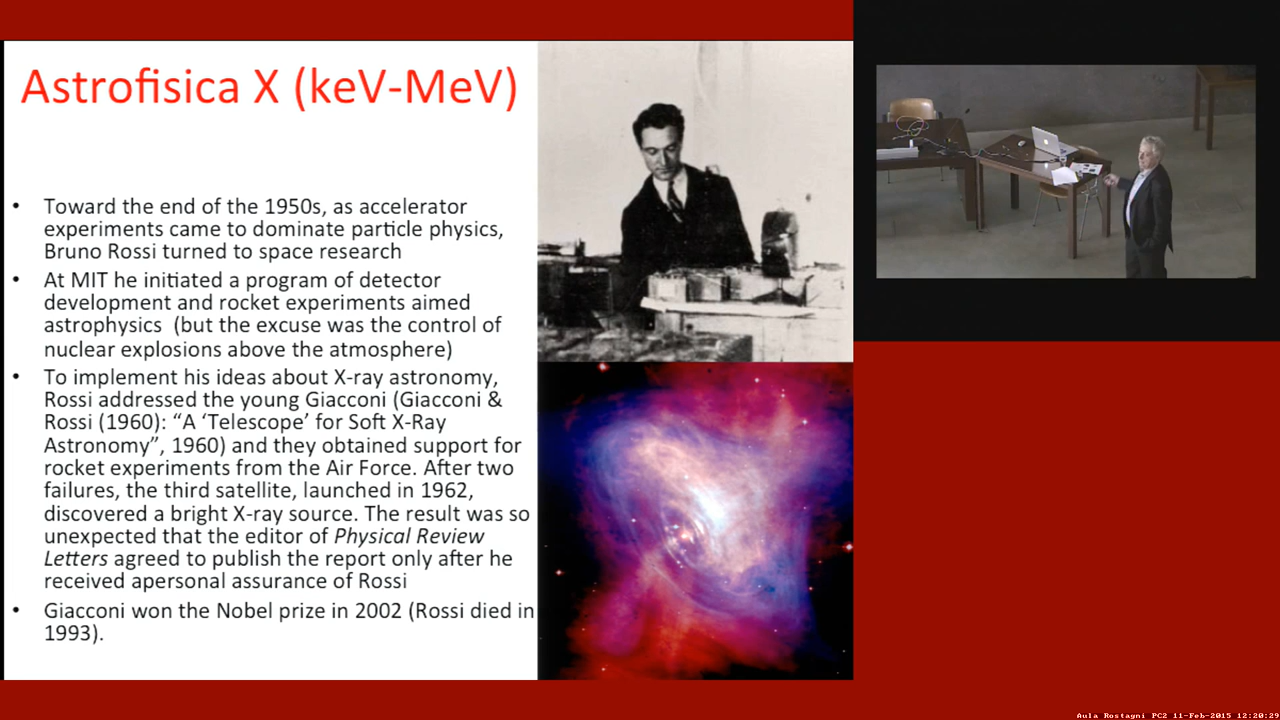 Astrofisica X (keV-MeV)
• Toward the end of the 1950s, as accelerator
experiments came to dominate particle physics,
Bruno Rossi turned to space research
• At MIT he initiated a program of detector
development and rocket experiments aimed
astrophysics (but the excuse was the control of
nuclear explosions above the atmosphere)
• To implement his ideas about X-ray astronomy,
Rossi addressed the young Giacconi (Giacconi &
Rossi (1960): “A ‘Telescope’ for Soft X-Ray
Astronomy”, 1960) and they obtained support for
rocket experiments from the Air Force. After two
failures, the third satellite, launched in 1962,
discovered a bright X-ray source. The result was so
unexpected that the editor of Physical Review
Letters agreed to publish the report only after he
received apersonal assurance of Rossi
• Giacconi won the Nobel prize in 2002 (Rossi died in
1993).
Aula Rostagni PC2 11-Feb-2015 12:20:29